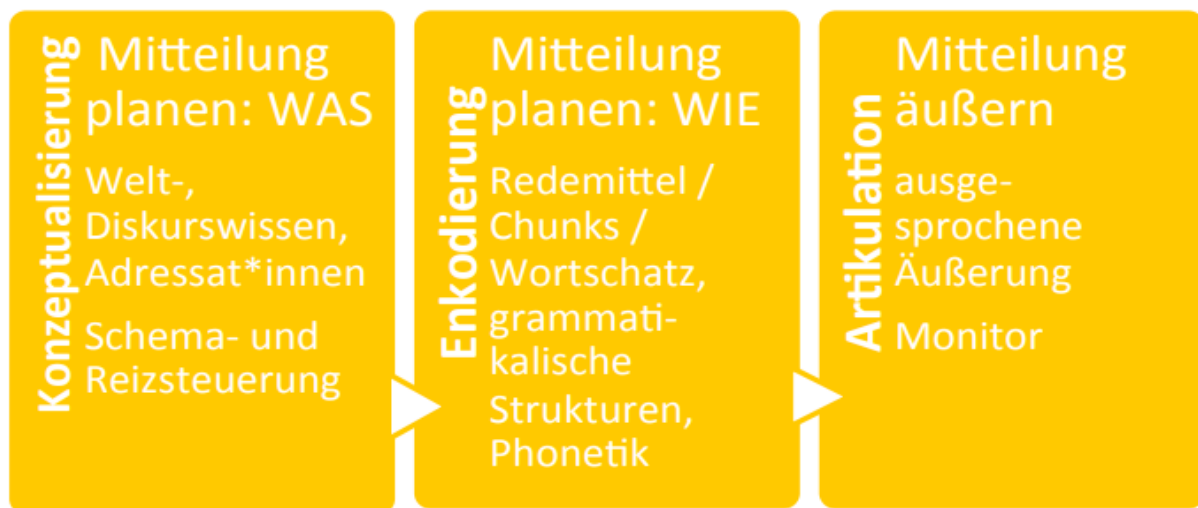 Konzeptualisierung
Mitteilung
planen: WAS
Welt-,
Diskurswissen,
Adressat*innen
Schema- und
Reizsteuerung
Enkodierung
Mitteilung
planen: WIE
Redemittel /
Chunks /
Wortschatz,
grammati-
kalische
Strukturen,
Phonetik
Artikulation
Mitteilung
äußern
ausge-
sprochene
Äußerung
Monitor